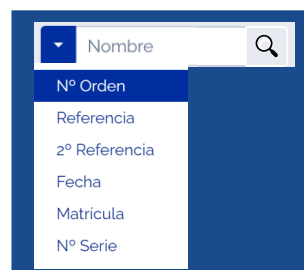 Nombre
Nº Orden
Referencia
2º Referencia
Fecha
Matrícula
Nº Serie